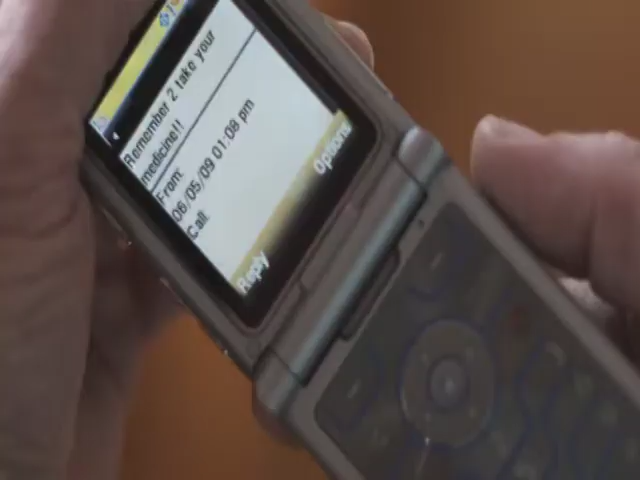 Remember 2 take your
medicine!!
From:
06/05/09 01:08 pm
Call:
Reply
Options